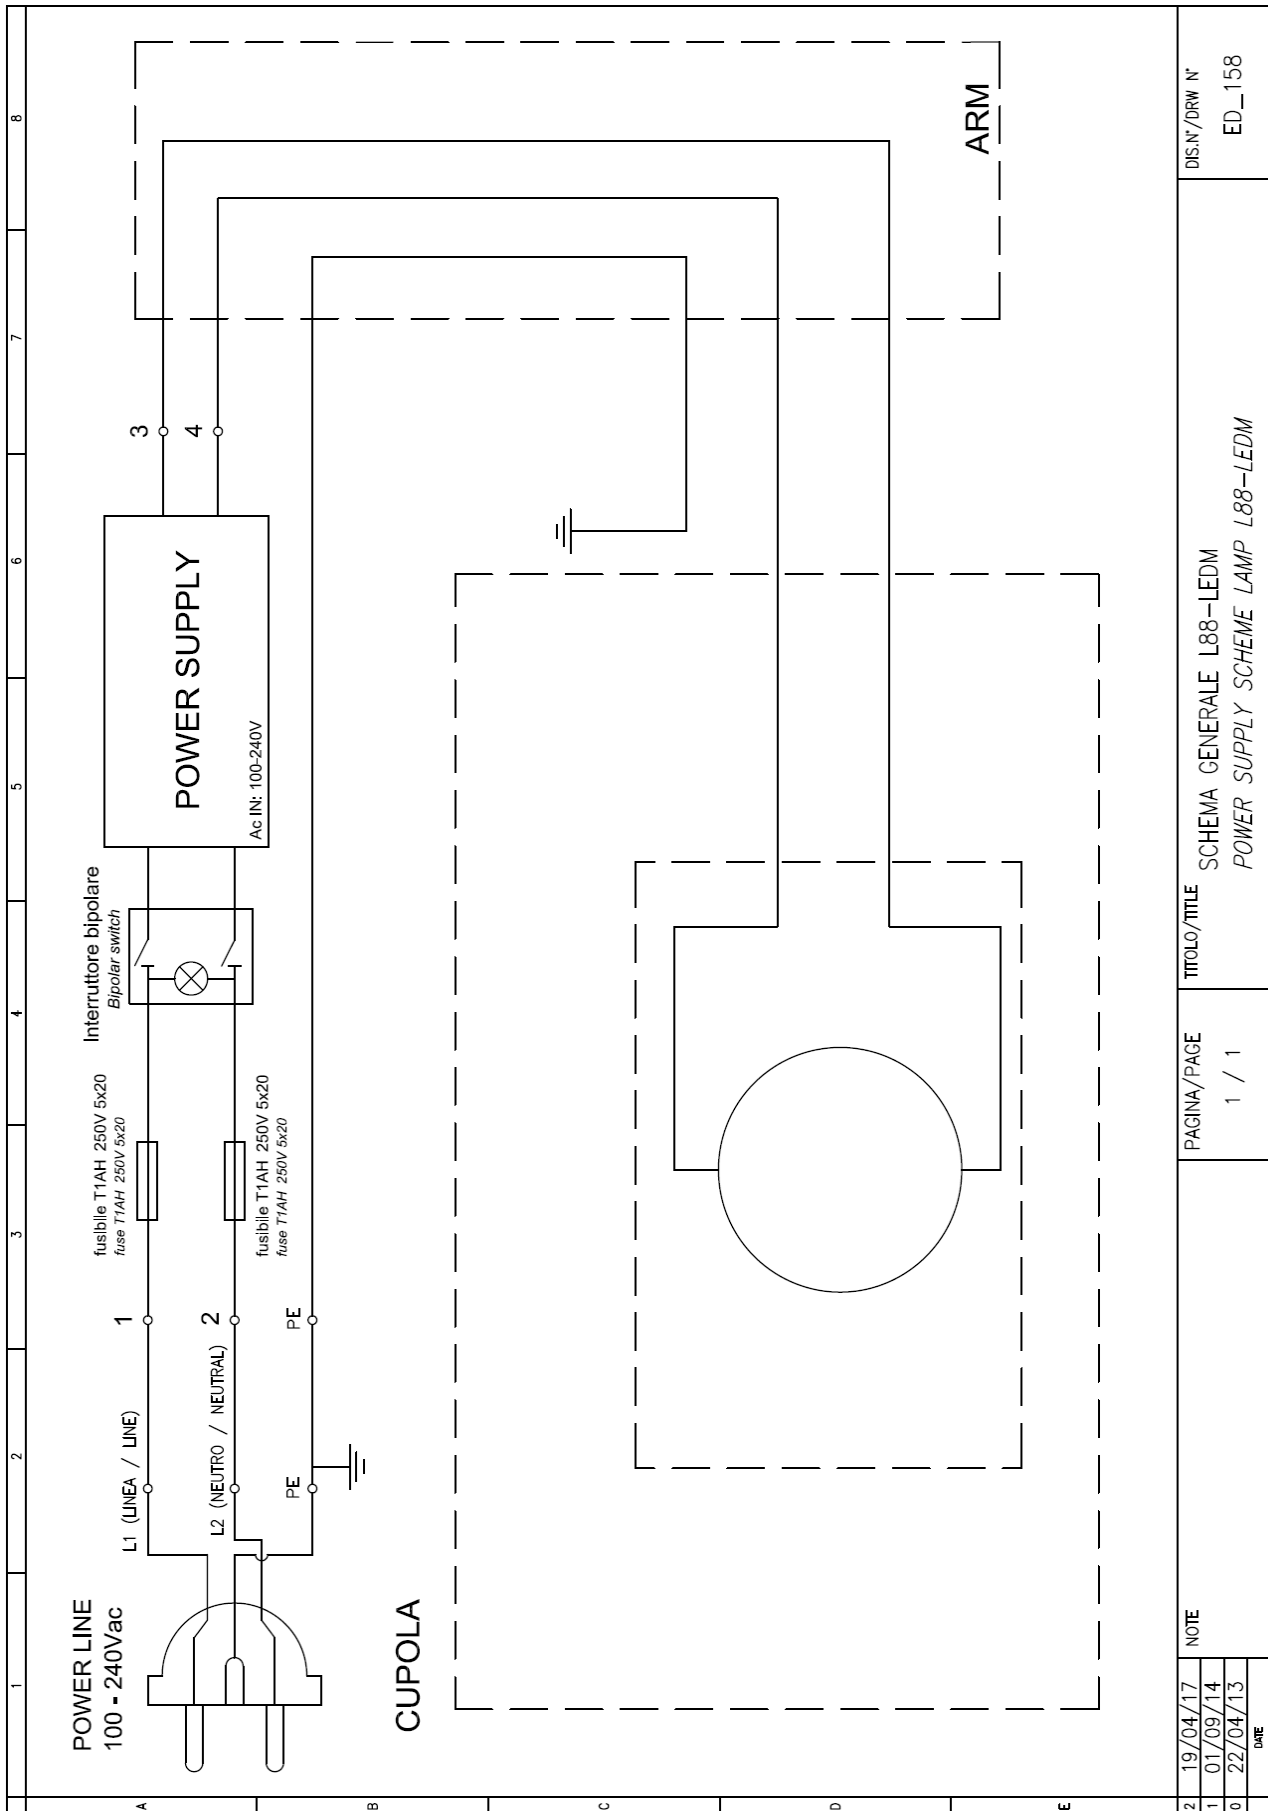 1
2
3
4
5
6
7
8
A
B
C
D
E
POWER LINE
100 - 240Vac
L1 (LINEA / LINE)
L2 (NEUTRO / NEUTRAL)
PE
1
2
PE
fusibile T1AH 250V 5x20
fuse T1AH 250V 5x20
fusibile T1AH 250V 5x20
fuse T1AH 250V 5x20
Interruttore bipolare
Bipolar switch
POWER SUPPLY
Ac IN: 100-240V
3
4
ARM
CUPOLA
2 19/04/17
1 01/09/14
0 22/04/13
DATE
NOTE
PAGINA/PAGE
1 / 1
TITOLO/TITLE
SCHEMA GENERALE L88-LEDM
POWER SUPPLY SCHEME LAMP L88-LEDM
DIS.N°/DRW N°
ED_158